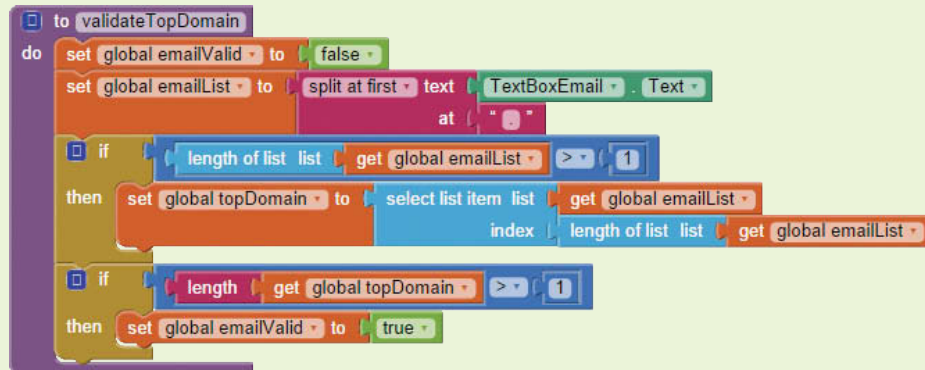 to validateTopDomain
do set global emailValid to false
set global emailList to split at first text TextBoxEmail . Text
at " . "
if length of list list get global emailList > 1
then set global topDomain to select list item list get global emailList
index length of list list get global emailList
if length get global topDomain > 1
then set global emailValid to true